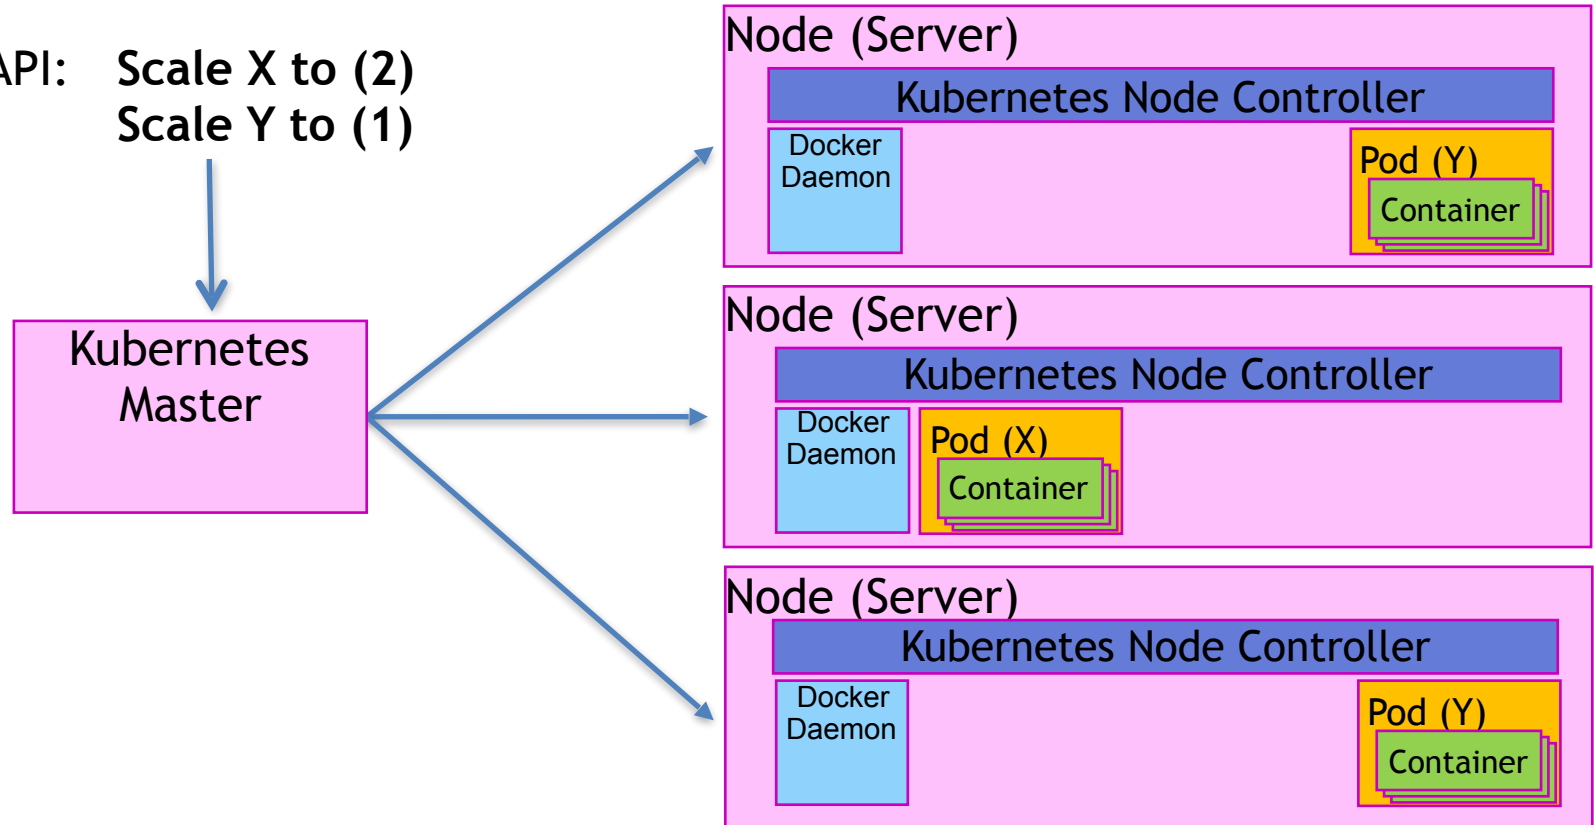 API: Scale X to (2)
Scale Y to (1)
Kubernetes
Master
Node (Server)
Kubernetes Node Controller
Docker
Daemon
Pod (Y)
Container
Node (Server)
Kubernetes Node Controller
Docker
Daemon
Pod (X)
Container
Node (Server)
Kubernetes Node Controller
Docker
Daemon
Pod (Y)
Container